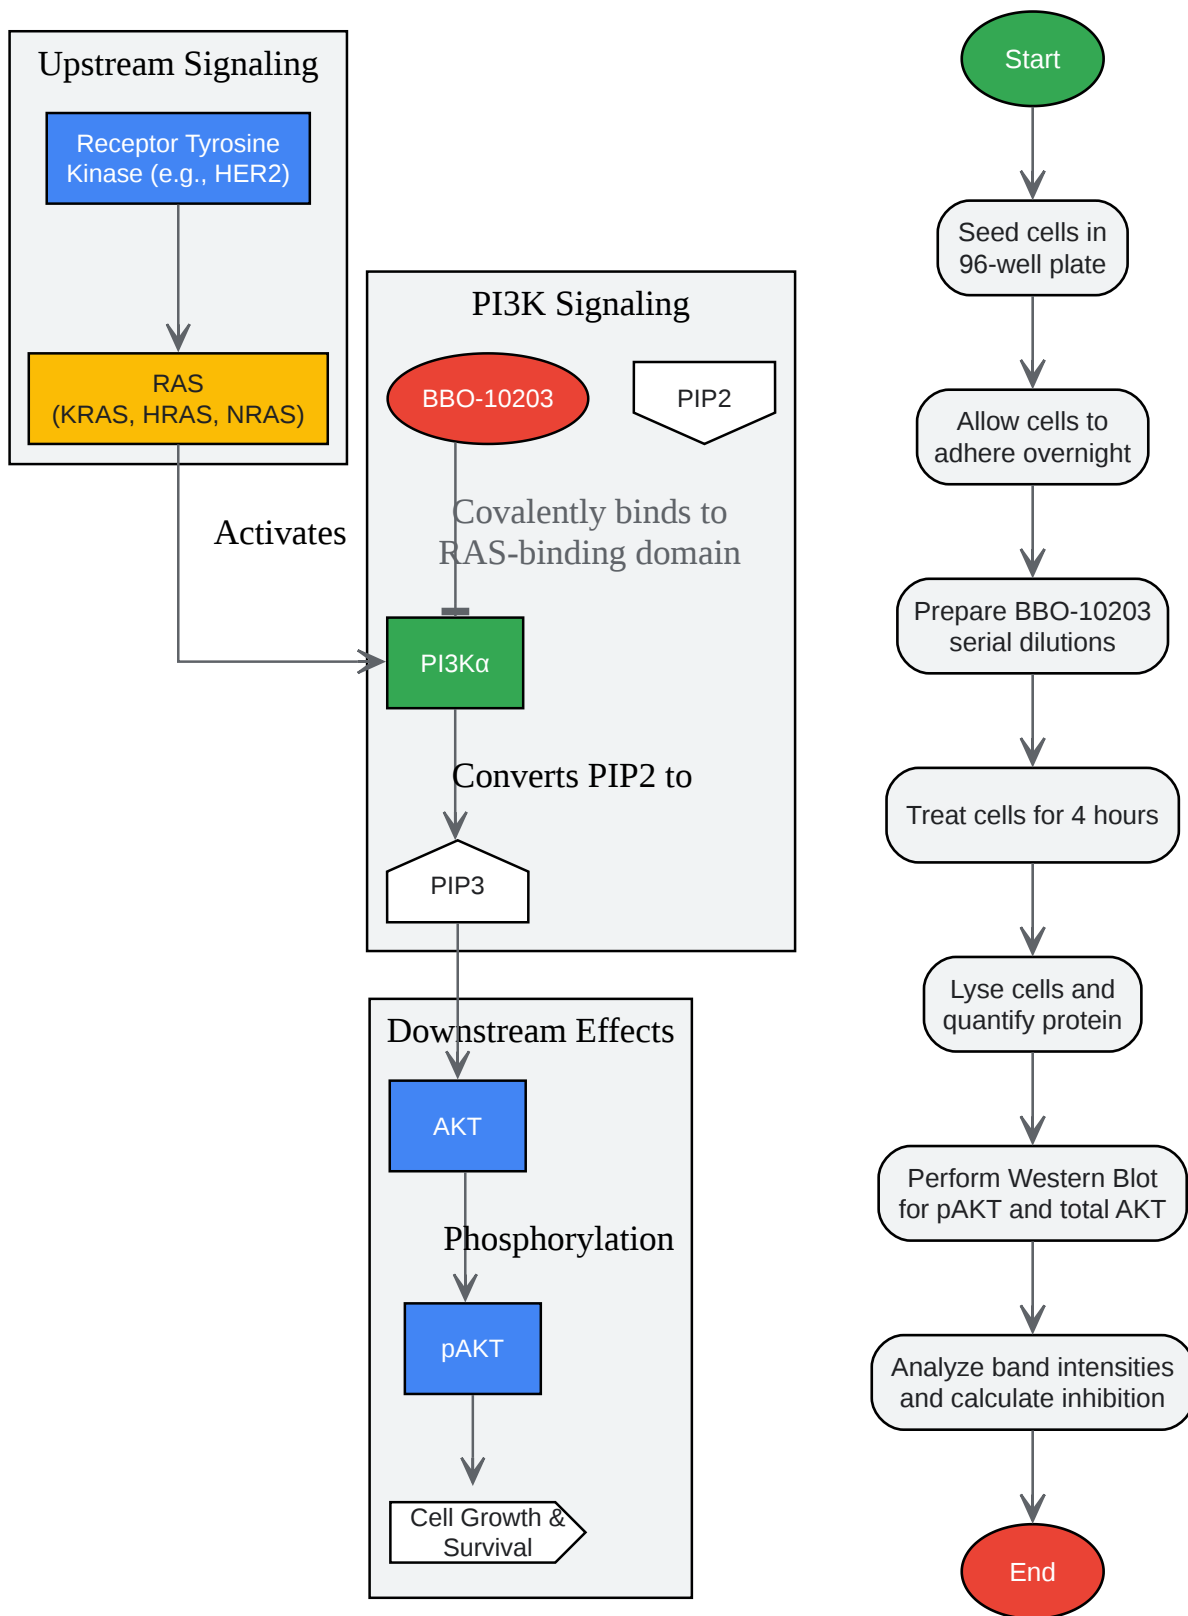 Upstream Signaling
Receptor Tyrosine
Kinase (e.g., HER2)
RAS
(KRAS, HRAS, NRAS)
Activates
PI3K Signaling
BBO-10203
PIP2
Covalently binds to
RAS-binding domain
PI3Kα
Converts PIP2 to
PIP3
Downstream Effects
AKT
Phosphorylation
pAKT
Cell Growth &
Survival
Start
Seed cells in
96-well plate
Allow cells to
adhere overnight
Prepare BBO-10203
serial dilutions
Treat cells for 4 hours
Lyse cells and
quantify protein
Perform Western Blot
for pAKT and total AKT
Analyze band intensities
and calculate inhibition
End